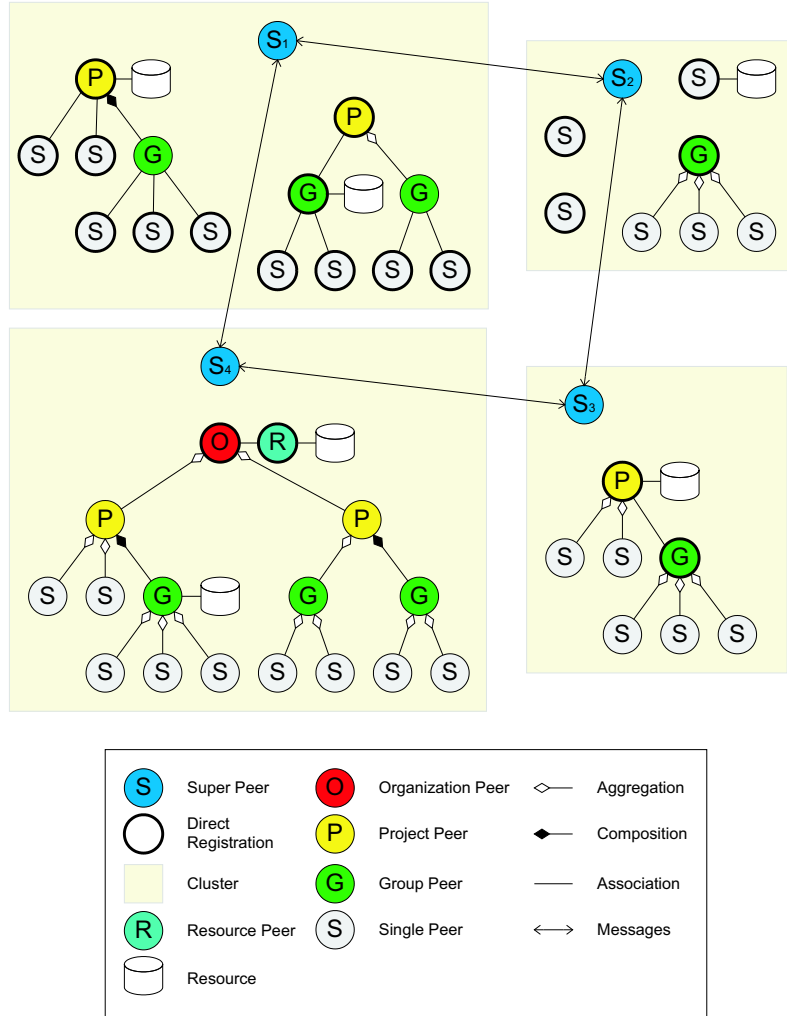 S1
P
S2
S
P
S
S
S
G
S
G
G
G
S
S
S
S
S
S
S
S
S
S
S
S
S4
S3
O
R
P
P
P
S
S
G
S
S
G
G
G
S
S
S
S
S
S
S
S
S
S
S
S
Super Peer
O
Organization Peer
Aggregation
Direct
Registration
P
Project Peer
Composition
Cluster
G
Group Peer
Association
R
Resource Peer
S
Single Peer
Messages
Resource